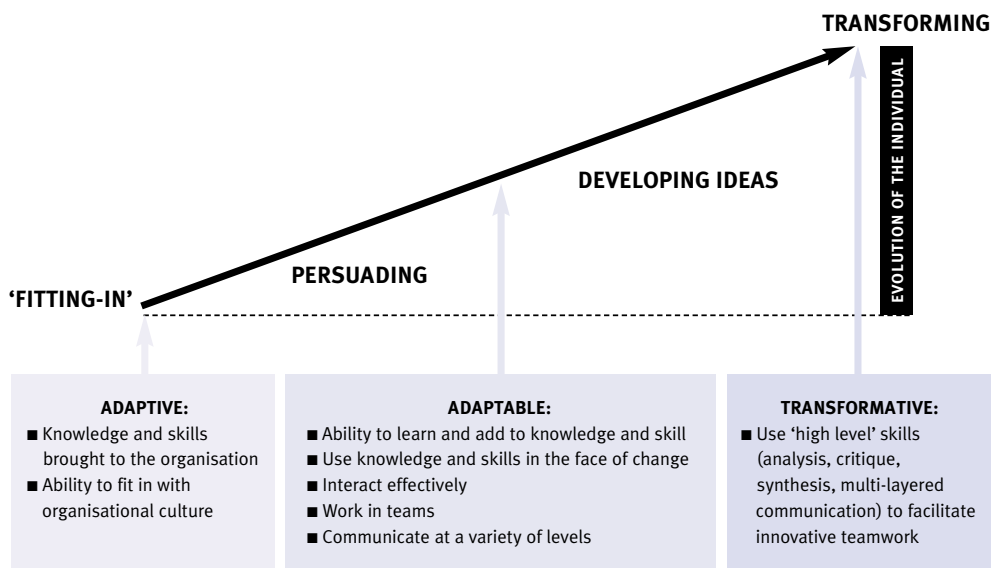 TRANSFORMING
EVOLUTION OF THE INDIVIDUAL
DEVELOPING IDEAS
PERSUADING
‘FITTING-IN’
ADAPTIVE:
■ Knowledge and skills
brought to the organisation
■ Ability to fit in with
organisational culture
ADAPTABLE:
■ Ability to learn and add to knowledge and skill
■ Use knowledge and skills in the face of change
■ Interact effectively
■ Work in teams
■ Communicate at a variety of levels
TRANSFORMATIVE:
■ Use ‘high level’ skills
(analysis, critique,
synthesis, multi-layered
communication) to facilitate
innovative teamwork